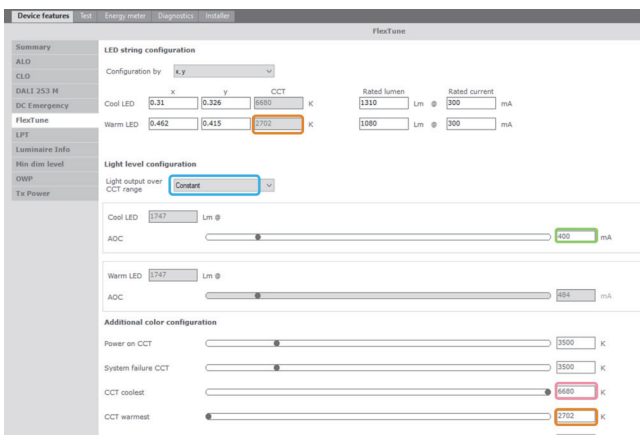 Device features Test Energy meter Diagnostics Installer
FlexTune
Summary
ALO
CLO
DALI 253 M
DC Emergency
FlexTune
LPT
Luminaire Info
Min dim level
OWP
Tx Power
LED string configuration
Configuration by x,y
x y CCT Rated lumen Rated current
Cool LED 0.31 0.326 6680 K 1310 Lm @ 300 mA
Warm LED 0.462 0.415 2702 K 1080 Lm @ 300 mA
Light level configuration
Light output over
CCT range
Constant
Cool LED 1747 Lm @
AOC 400 mA
Warm LED 1747 Lm @
AOC 484 mA
Additional color configuration
Power on CCT 3500 K
System failure CCT 3500 K
CCT coolest 6680 K
CCT warmest 2702 K